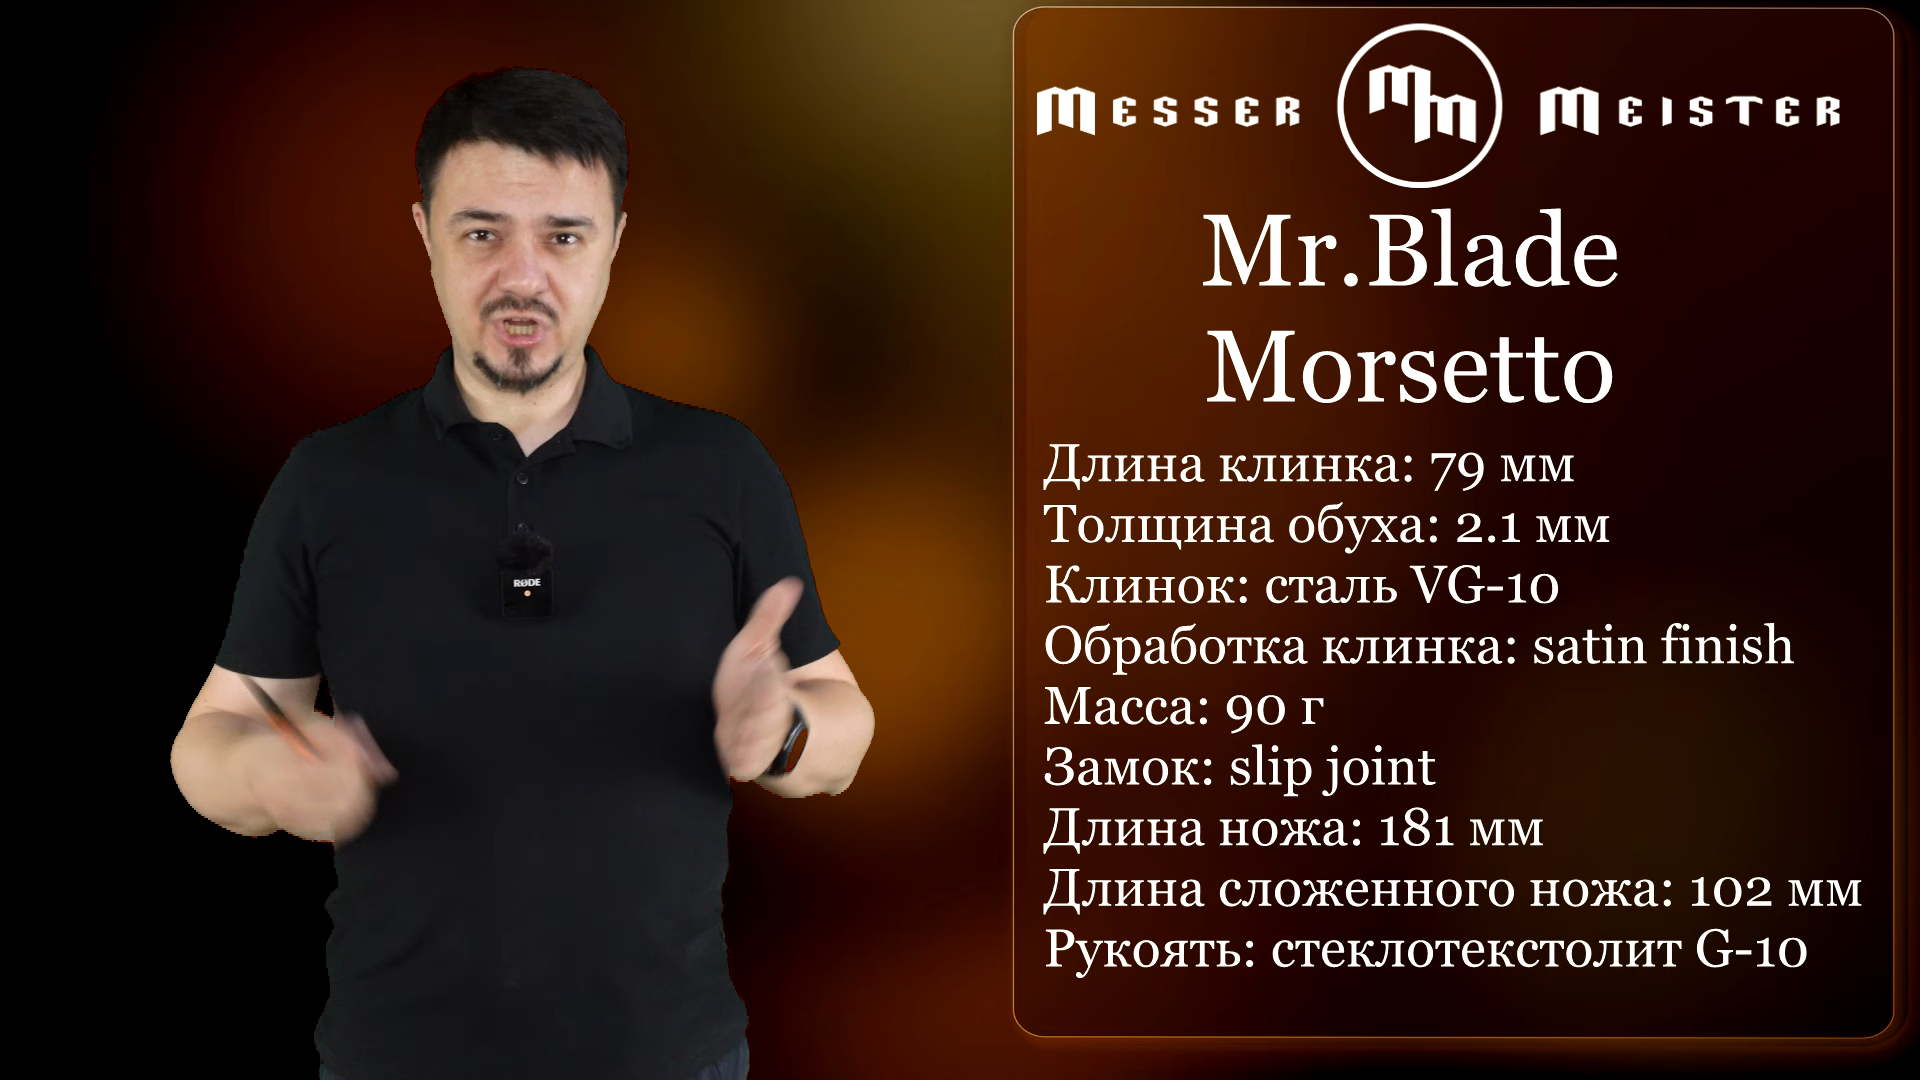 MESSER MM MEISTER
Mr.Blade
Morsetto
Длина клинка: 79 мм
Толщина обуха: 2.1 мм
Клинок: сталь VG-10
Обработка клинка: satin finish
Масса: 90 г
Замок: slip joint
Длина ножа: 181 мм
Длина сложенного ножа: 102 мм
Рукоять: стеклотекстолит G-10
RØDE